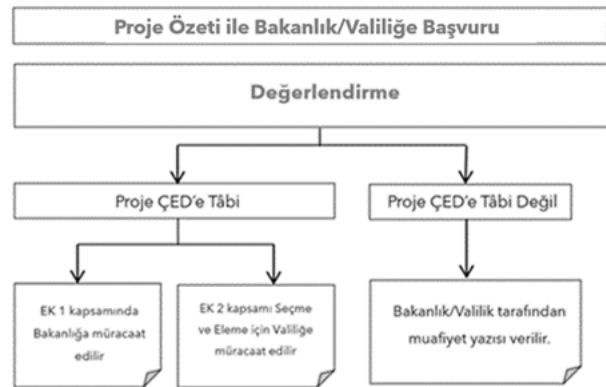 Proje Özeti ile Bakanlık/Valiliğe Başvuru
Değerlendirme
Proje ÇED'e Tâbi
Proje ÇED'e Tâbi Değil
EK 1 kapsamında
Bakanlığa müracaat
edilir
EK 2 kapsamı Seçme
ve Eleme için Valiliğe
müracaat edilir
Bakanlık/Valilik tarafından
muafiyet yazısı verilir.